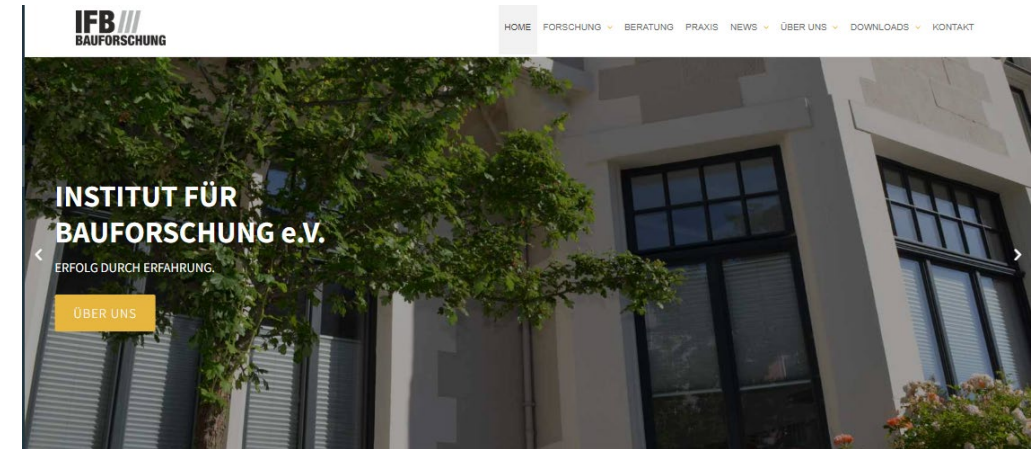 IFB
BAUFORSCHUNG
HOME FORSCHUNG BERATUNG PRAXIS NEWS ÜBER UNS DOWNLOADS KONTAKT
INSTITUT FÜR
BAUFORSCHUNG e.V.
ERFOLG DURCH ERFAHRUNG.
ÜBER UNS